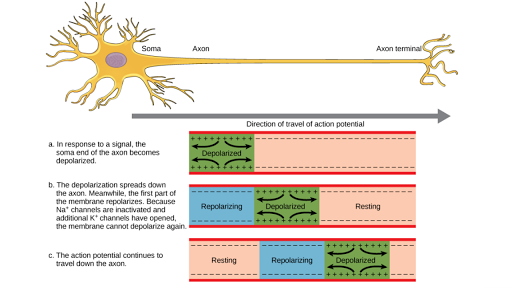 Soma
Axon
Axon terminal
Direction of travel of action potential
a. In response to a signal, the
soma end of the axon becomes
depolarized.
Depolarized
b. The depolarization spreads down
the axon. Meanwhile, the first part of
the membrane repolarizes. Because
Na⁺ channels are inactivated and
additional K⁺ channels have opened,
the membrane cannot depolarize again.
Repolarizing
Depolarized
Resting
c. The action potential continues to
travel down the axon.
Resting
Repolarizing
Depolarized